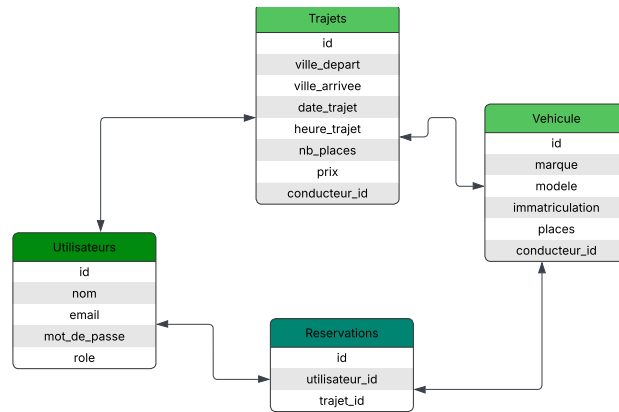 Trajets
id
ville_depart
ville_arrivee
date_trajet
heure_trajet
nb_places
prix
conducteur_id
Vehicule
id
marque
modele
immatriculation
places
conducteur_id
Utilisateurs
id
nom
email
mot_de_passe
role
Reservations
id
utilisateur_id
trajet_id